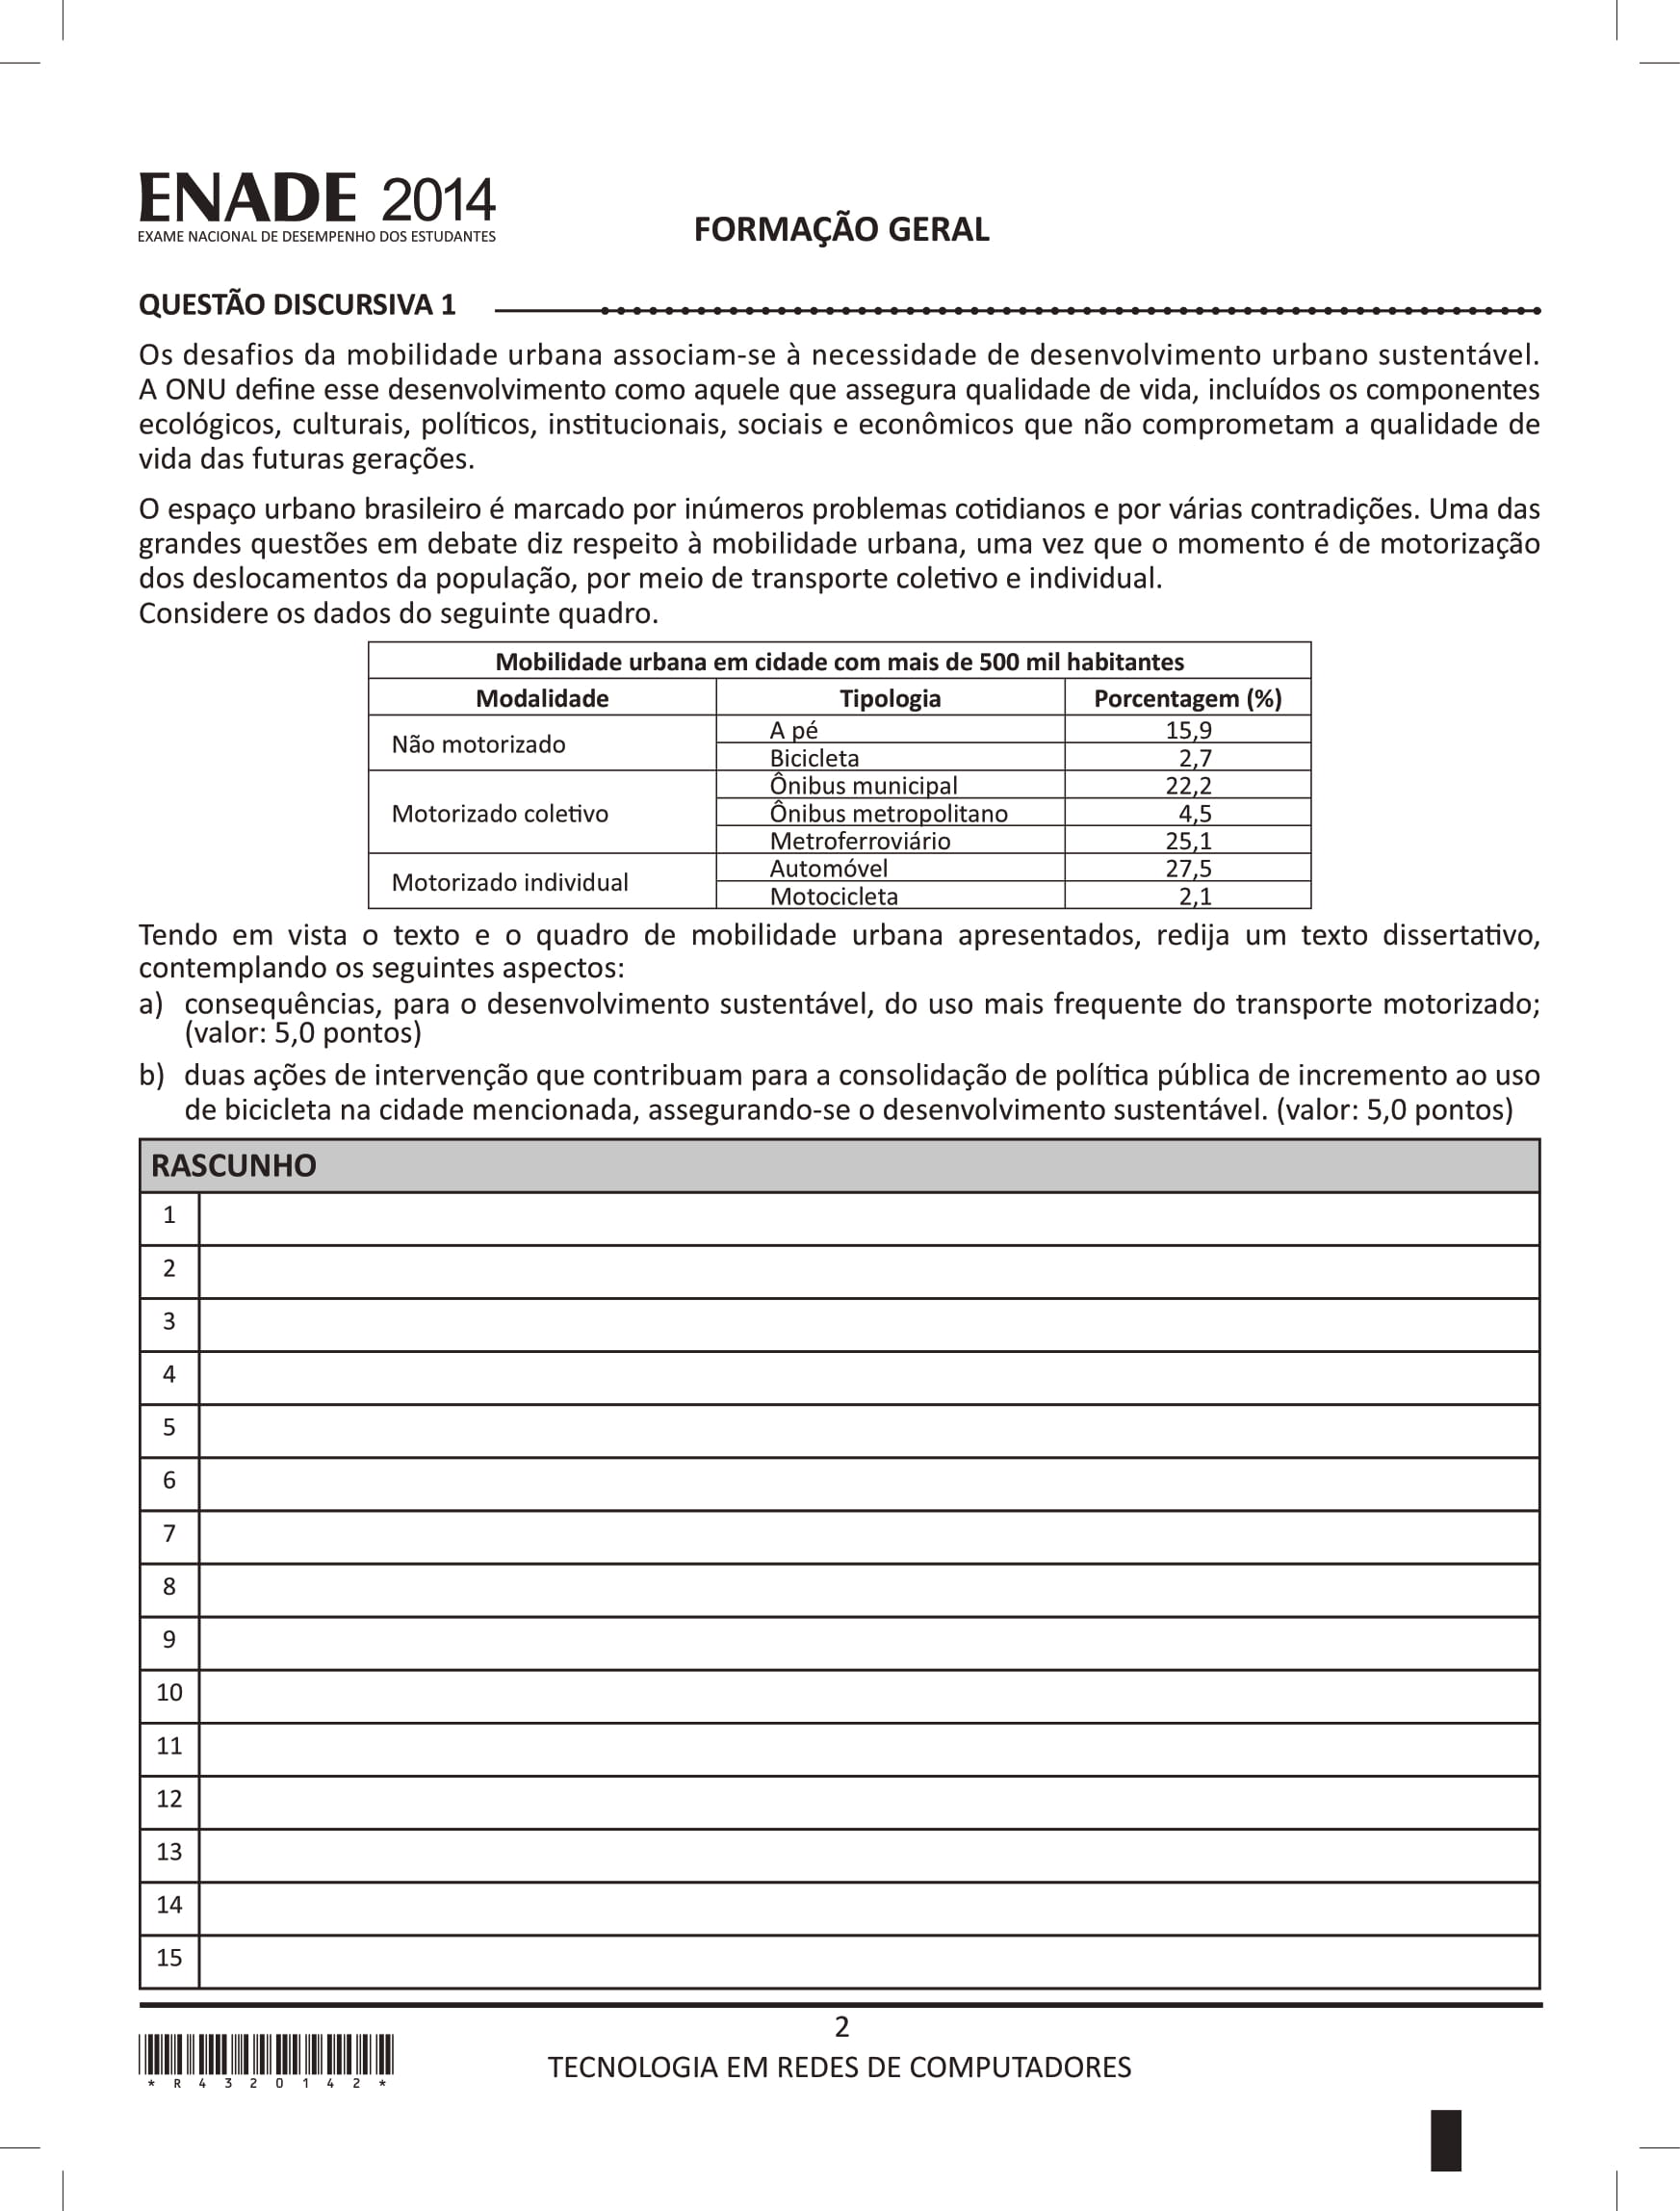 ENADE 2014
EXAME NACIONAL DE DESEMPENHO DOS ESTUDANTES
FORMAÇÃO GERAL
QUESTÃO DISCURSIVA 1
Os desafios da mobilidade urbana associam-se à necessidade de desenvolvimento urbano sustentável.
A ONU define esse desenvolvimento como aquele que assegura qualidade de vida, incluídos os componentes
ecológicos, culturais, políticos, institucionais, sociais e econômicos que não comprometam a qualidade de
vida das futuras gerações.
O espaço urbano brasileiro é marcado por inúmeros problemas cotidianos e por várias contradições. Uma das
grandes questões em debate diz respeito à mobilidade urbana, uma vez que o momento é de motorização
dos deslocamentos da população, por meio de transporte coletivo e individual.
Considere os dados do seguinte quadro.
Mobilidade urbana em cidade com mais de 500 mil habitantes
Modalidade Tipologia Porcentagem (%)
Não motorizado
A pé 15,9
Bicicleta 2,7
Motorizado coletivo
Ônibus municipal 22,2
Ônibus metropolitano 4,5
Metroferroviário 25,1
Motorizado individual
Automóvel 27,5
Motocicleta 2,1
Tendo em vista o texto e o quadro de mobilidade urbana apresentados, redija um texto dissertativo,
contemplando os seguintes aspectos:
a) consequências, para o desenvolvimento sustentável, do uso mais frequente do transporte motorizado;
(valor: 5,0 pontos)
b) duas ações de intervenção que contribuam para a consolidação de política pública de incremento ao uso
de bicicleta na cidade mencionada, assegurando-se o desenvolvimento sustentável. (valor: 5,0 pontos)
RASCUNHO
1
2
3
4
5
6
7
8
9
10
11
12
13
14
15
2
TECNOLOGIA EM REDES DE COMPUTADORES
* R 4 3 2 0 1 4 2 *